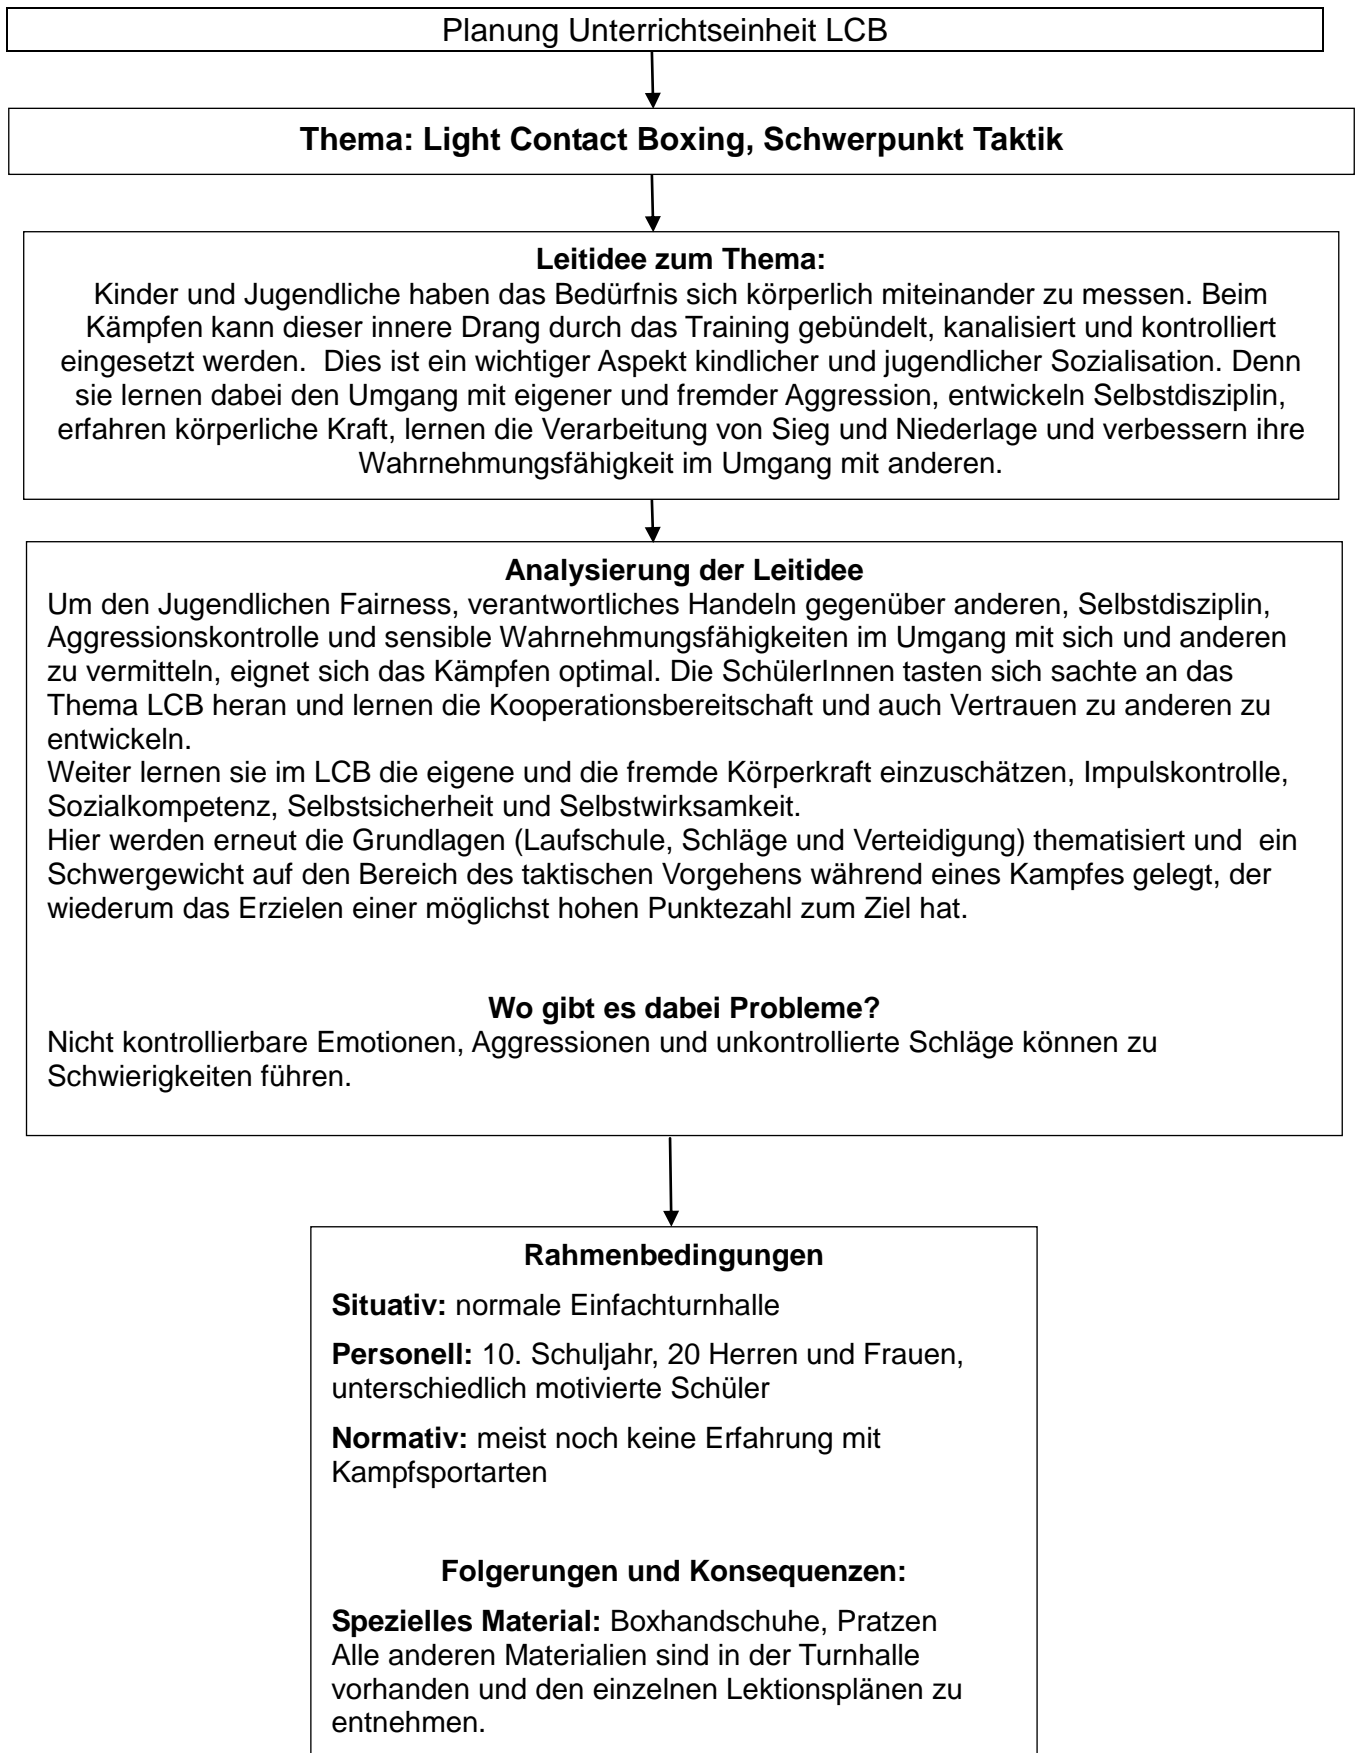 Planung Unterrichtseinheit LCB
Thema: Light Contact Boxing, Schwerpunkt Taktik
Leitidee zum Thema:
Kinder und Jugendliche haben das Bedürfnis sich körperlich miteinander zu messen. Beim
Kämpfen kann dieser innere Drang durch das Training gebündelt, kanalisiert und kontrolliert
eingesetzt werden.  Dies ist ein wichtiger Aspekt kindlicher und jugendlicher Sozialisation. Denn
sie lernen dabei den Umgang mit eigener und fremder Aggression, entwickeln Selbstdisziplin,
erfahren körperliche Kraft, lernen die Verarbeitung von Sieg und Niederlage und verbessern ihre
Wahrnehmungsfähigkeit im Umgang mit anderen.
Analysierung der Leitidee
Um den Jugendlichen Fairness, verantwortliches Handeln gegenüber anderen, Selbstdisziplin,
Aggressionskontrolle und sensible Wahrnehmungsfähigkeiten im Umgang mit sich und anderen
zu vermitteln, eignet sich das Kämpfen optimal. Die SchülerInnen tasten sich sachte an das
Thema LCB heran und lernen die Kooperationsbereitschaft und auch Vertrauen zu anderen zu
entwickeln.
Weiter lernen sie im LCB die eigene und die fremde Körperkraft einzuschätzen, Impulskontrolle,
Sozialkompetenz, Selbstsicherheit und Selbstwirksamkeit.
Hier werden erneut die Grundlagen (Laufschule, Schläge und Verteidigung) thematisiert und  ein
Schwergewicht auf den Bereich des taktischen Vorgehens während eines Kampfes gelegt, der
wiederum das Erzielen einer möglichst hohen Punktezahl zum Ziel hat.
Wo gibt es dabei Probleme?
Nicht kontrollierbare Emotionen, Aggressionen und unkontrollierte Schläge können zu
Schwierigkeiten führen.
Rahmenbedingungen
Situativ: normale Einfachturnhalle
Personell: 10. Schuljahr, 20 Herren und Frauen,
unterschiedlich motivierte Schüler
Normativ: meist noch keine Erfahrung mit
Kampfsportarten
Folgerungen und Konsequenzen:
Spezielles Material: Boxhandschuhe, Pratzen
Alle anderen Materialien sind in der Turnhalle
vorhanden und den einzelnen Lektionsplänen zu
entnehmen.